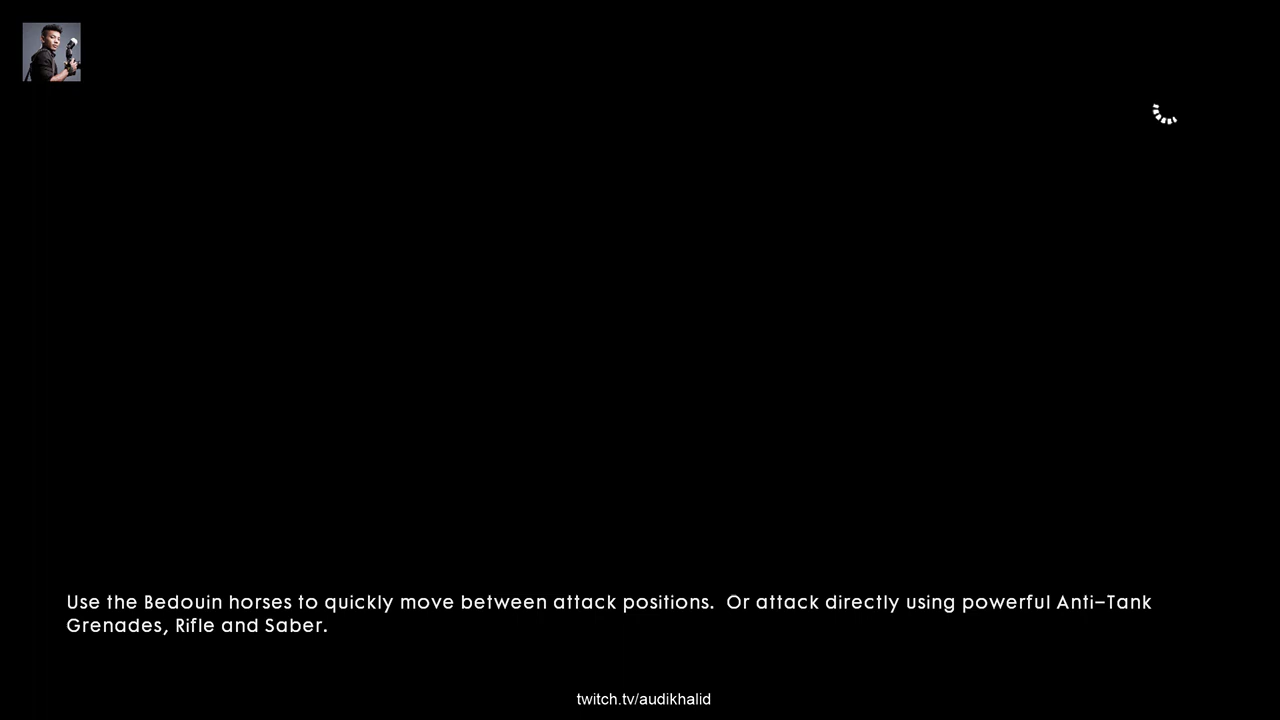 Use the Bedouin horses to quickly move between attack positions.  Or attack directly using powerful Anti-Tank
Grenades, Rifle and Saber.
twitch.tv/audikhalid